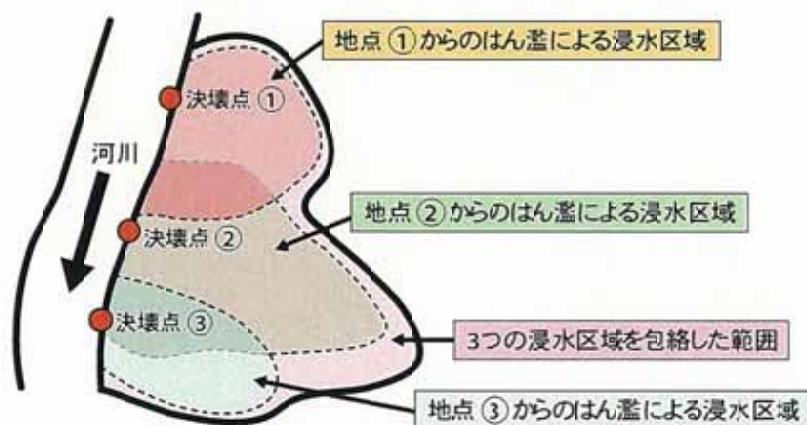 地点①からのはん濫による浸水区域
決壊点①
河川
地点②からのはん濫による浸水区域
決壊点②
決壊点③
3つの浸水区域を包絡した範囲
地点③からのはん濫による浸水区域